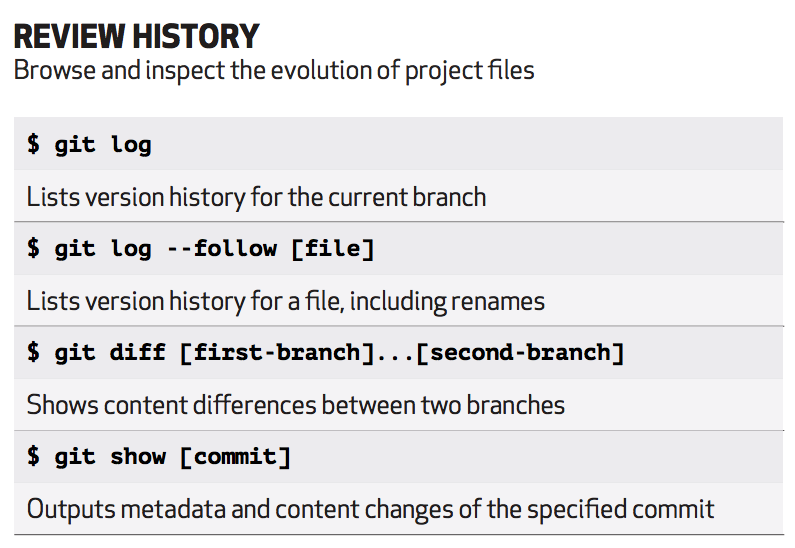 REVIEW HISTORY
Browse and inspect the evolution of project files
$ git log
Lists version history for the current branch
$ git log --follow [file]
Lists version history for a file, including renames
$ git diff [first-branch]...[second-branch]
Shows content differences between two branches
$ git show [commit]
Outputs metadata and content changes of the specified commit